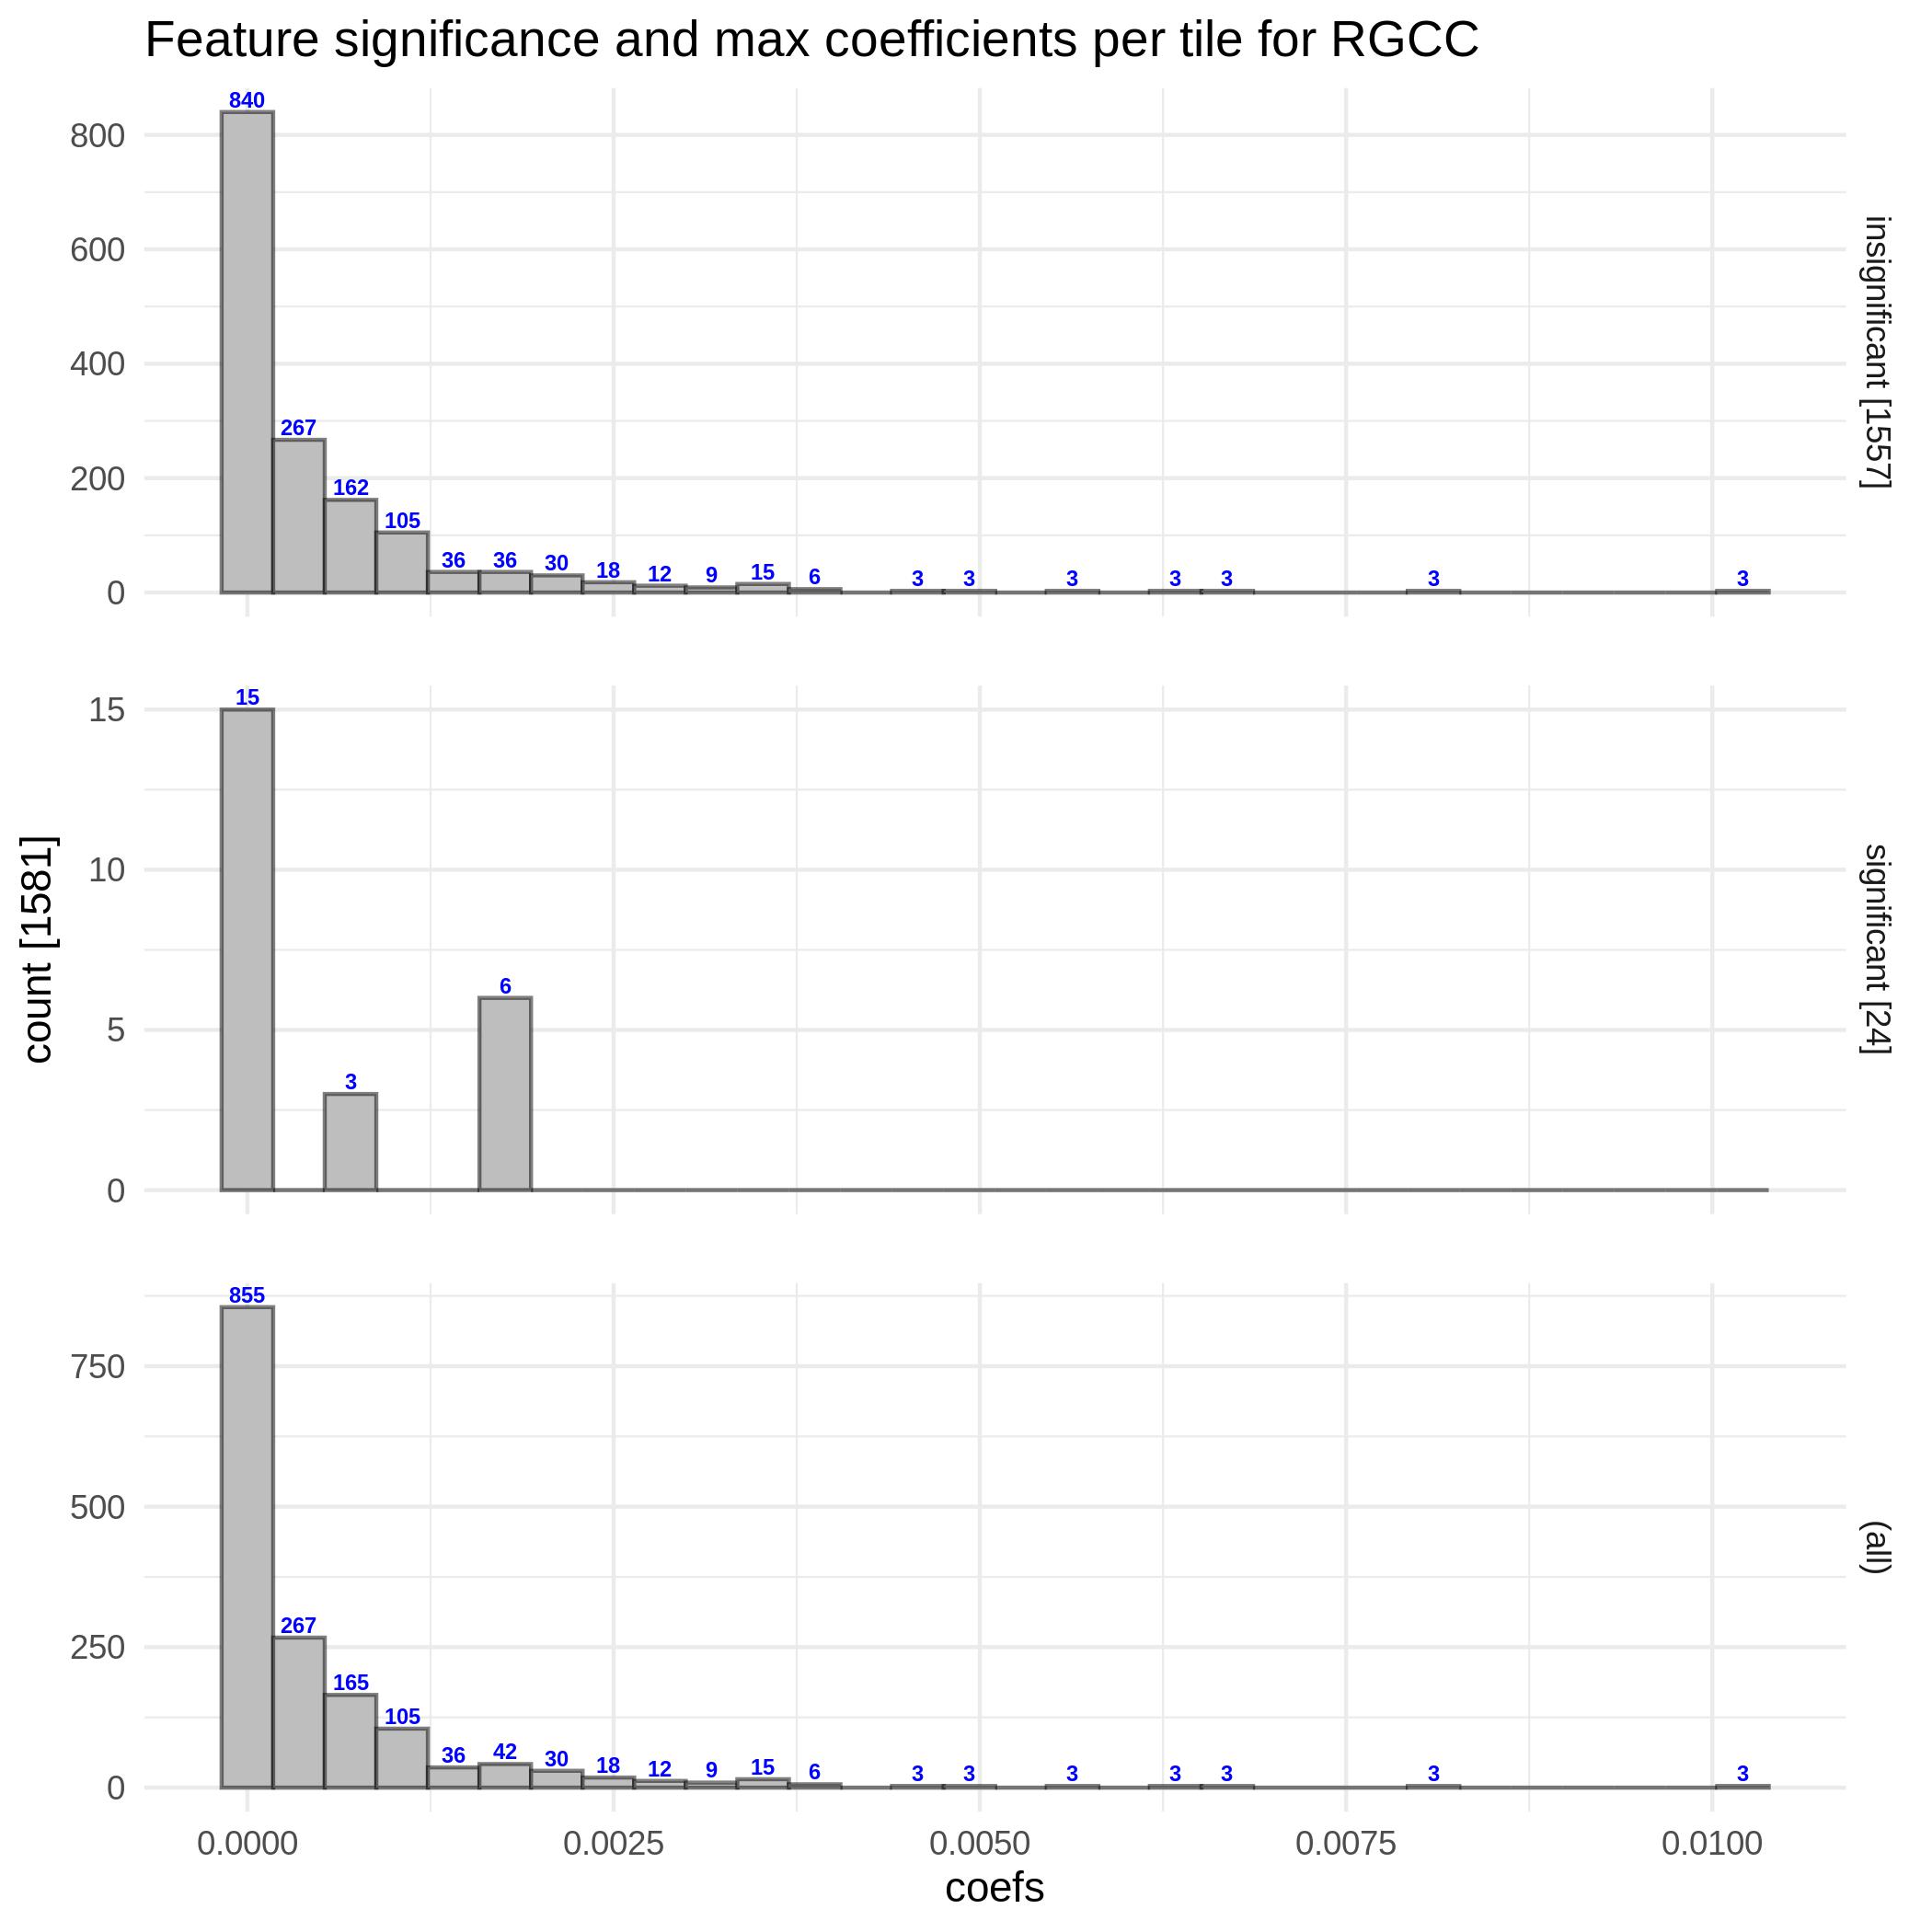 Feature significance and max coefficients per tile for RGCC
840
800
600
400
267
200
162
105
36 36 30 18 12 9 15 6 3 3 3 3 3 3 3
0
insignificant [1557]
15
15
10
6
5
3
0
significant [24]
count [1581]
855
750
500
267
250
165
105
36 42 30 18 12 9 15 6 3 3 3 3 3 3 3
0
(all)
0.0000 0.0025 0.0050 0.0075 0.0100
coefs